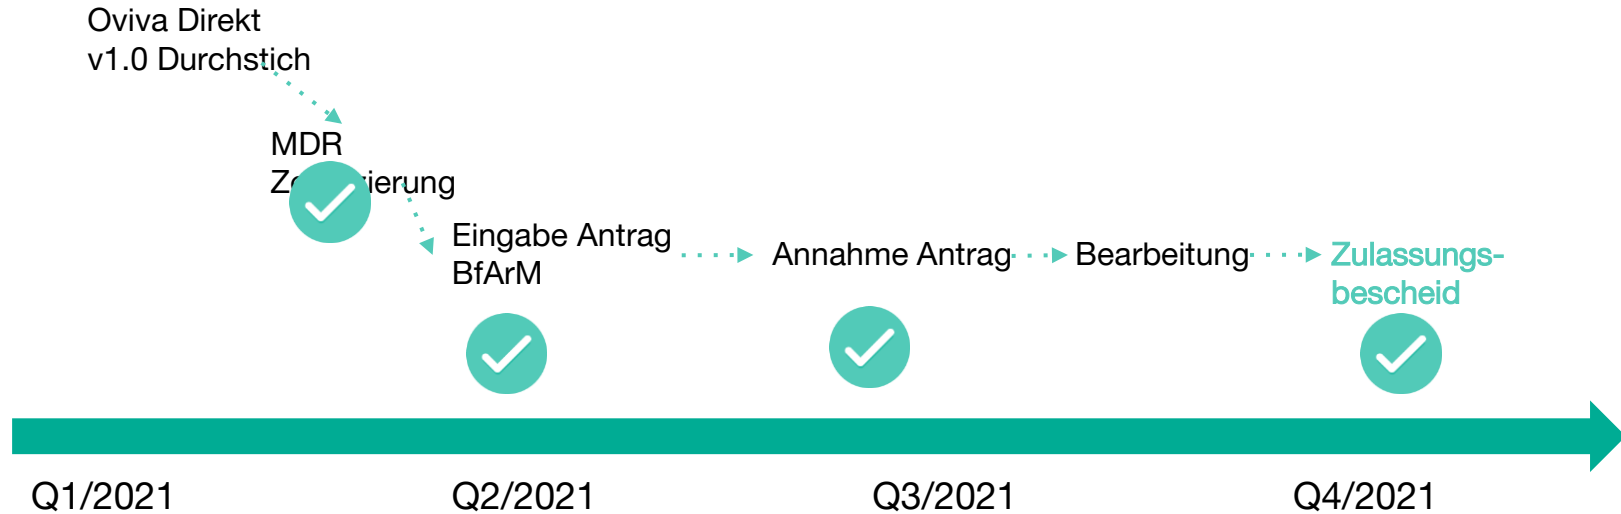 Oviva Direkt
v1.0 Durchstich
MDR
Eingabe Antrag
BfArM
Annahme Antrag
Bearbeitung
Zulassungs-
bescheid
Q1/2021
Q2/2021
Q3/2021
Q4/2021